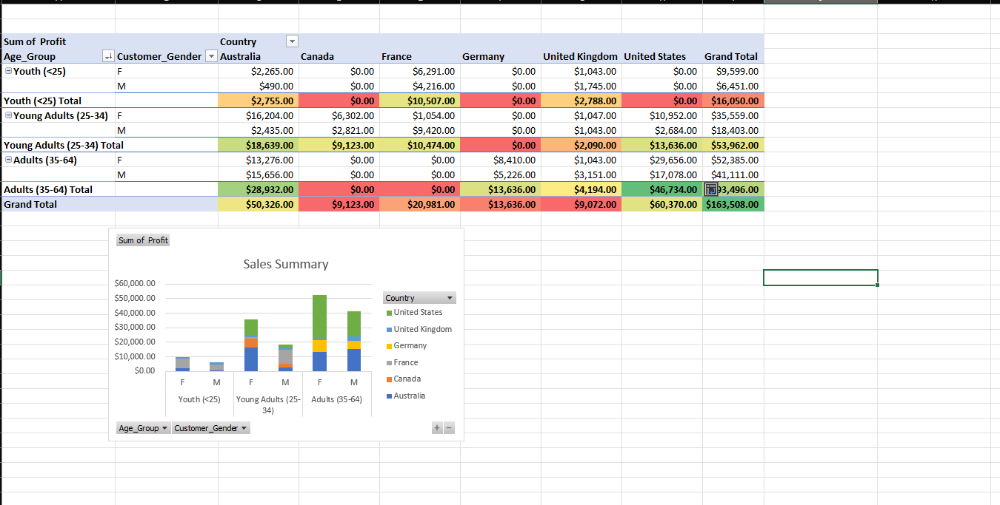 Sum of Profit Country
Age_Group Customer_Gender Australia Canada France Germany United Kingdom United States Grand Total
Youth (<25) F $2,265.00 $0.00 $6,291.00 $0.00 $1,043.00 $0.00 $9,599.00
M $490.00 $0.00 $4,216.00 $0.00 $1,745.00 $0.00 $6,451.00
Youth (<25) Total $2,755.00 $0.00 $10,507.00 $0.00 $2,788.00 $0.00 $16,050.00
Young Adults (25-34) F $16,204.00 $6,302.00 $1,054.00 $0.00 $1,047.00 $10,952.00 $35,559.00
M $2,435.00 $2,821.00 $9,420.00 $0.00 $1,043.00 $2,684.00 $18,403.00
Young Adults (25-34) Total $18,639.00 $9,123.00 $10,474.00 $0.00 $2,090.00 $13,636.00 $53,962.00
Adults (35-64) F $13,276.00 $0.00 $0.00 $8,410.00 $1,043.00 $29,656.00 $52,385.00
M $15,656.00 $0.00 $0.00 $5,226.00 $3,151.00 $17,078.00 $41,111.00
Adults (35-64) Total $28,932.00 $0.00 $0.00 $13,636.00 $4,194.00 $46,734.00 93,496.00
Grand Total $50,326.00 $9,123.00 $20,981.00 $13,636.00 $9,072.00 $60,370.00 $163,508.00
Sum of Profit
Sales Summary
$60,000.00
$50,000.00
$40,000.00
$30,000.00
$20,000.00
$10,000.00
$0.00
F M F M F M
Youth (<25) Young Adults (25-34) Adults (35-64)
Country
United States
United Kingdom
Germany
France
Canada
Australia
Age_Group Customer_Gender